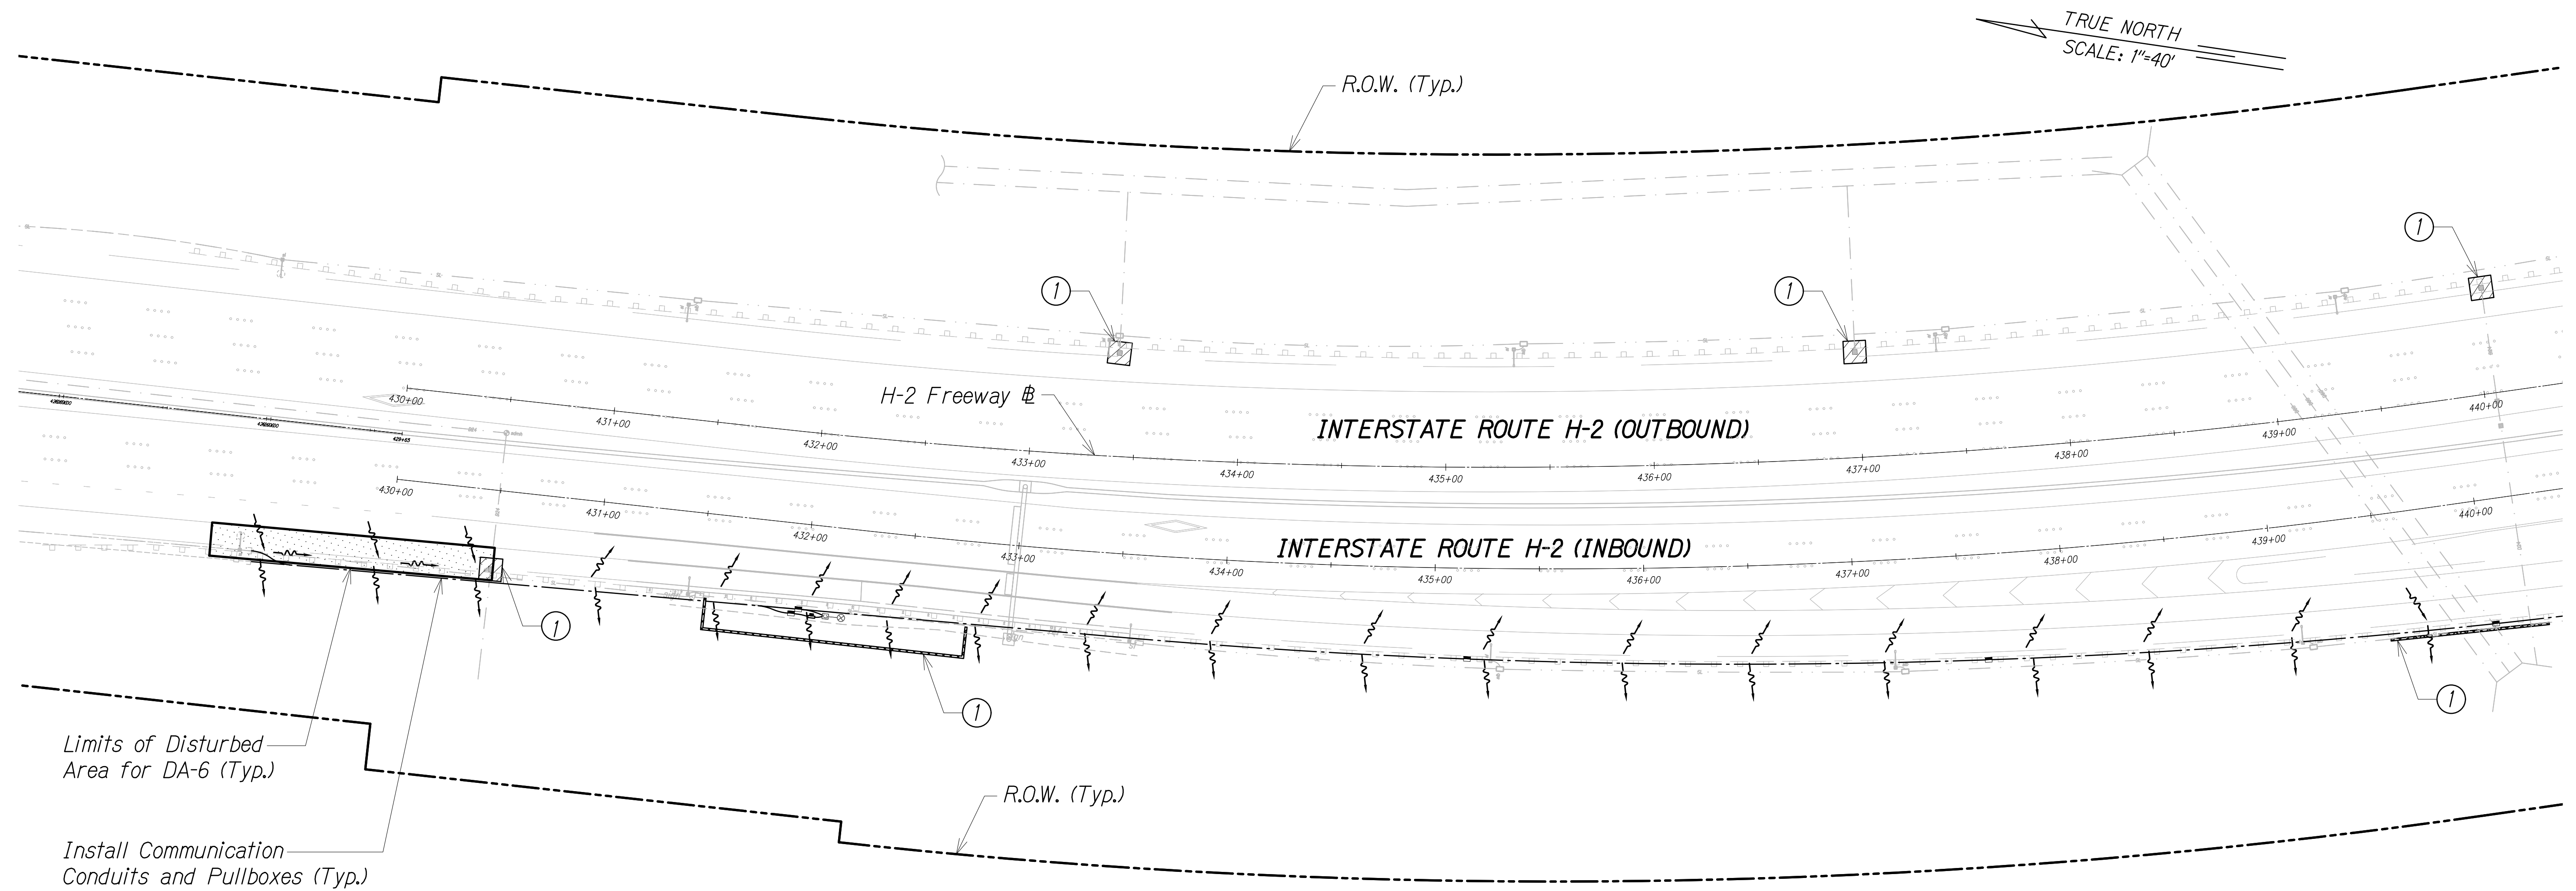 TRUE NORTH
SCALE: 1"=40'
R.O.W. (Typ.)
1
1
1
H-2 Freeway ⅊
INTERSTATE ROUTE H-2 (OUTBOUND)
430+00
431+00
432+00
433+00
434+00
435+00
436+00
437+00
438+00
439+00
440+00
429+65
INTERSTATE ROUTE H-2 (INBOUND)
430+00
431+00
432+00
433+00
434+00
435+00
436+00
437+00
438+00
439+00
440+00
1
1
1
Limits of Disturbed
Area for DA-6 (Typ.)
R.O.W. (Typ.)
Install Communication
Conduits and Pullboxes (Typ.)